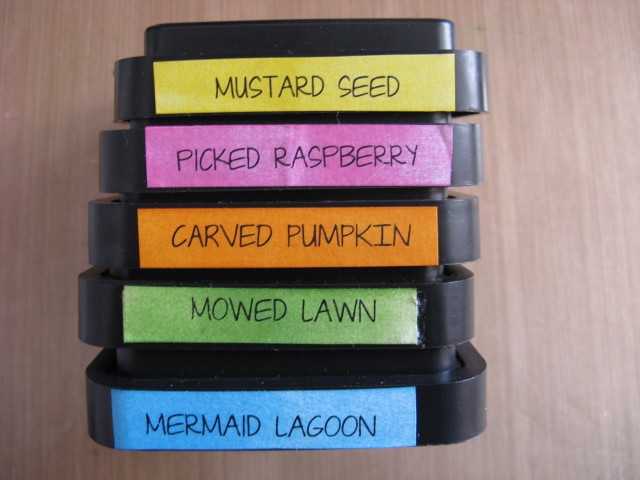 MUSTARD SEED
PICKED RASPBERRY
CARVED PUMPKIN
MOWED LAWN
MERMAID LAGOON